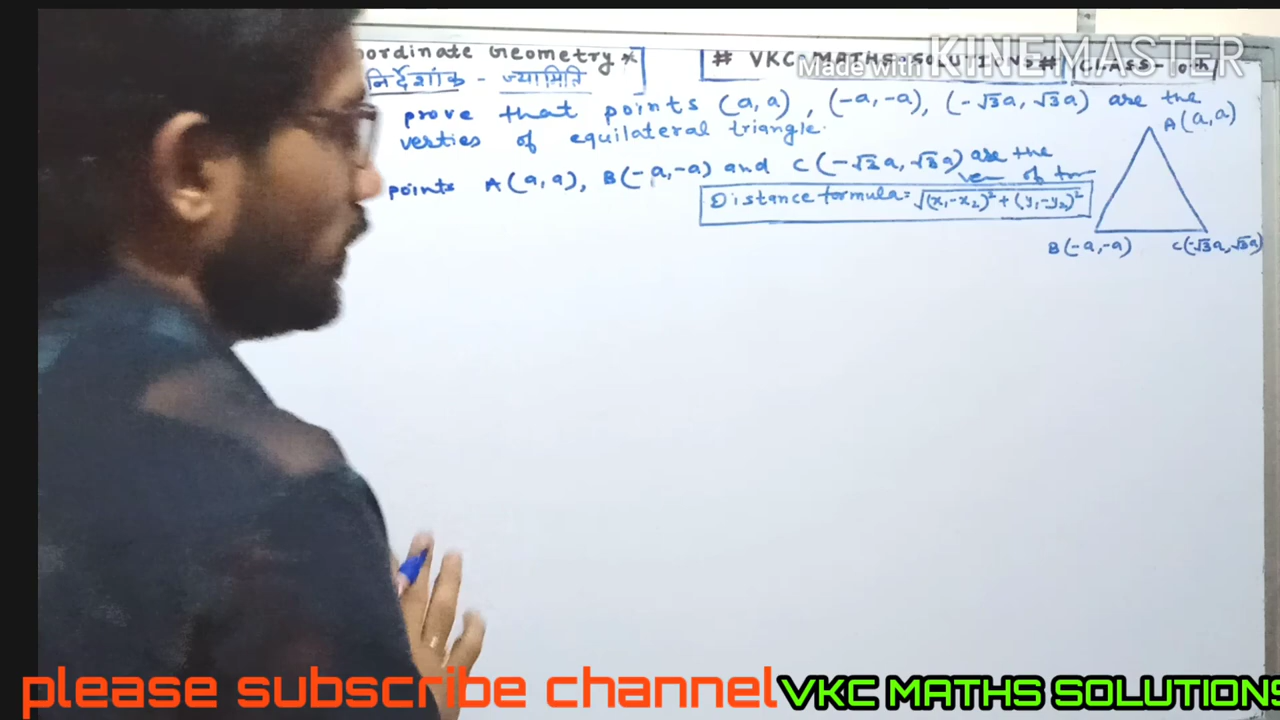 oordinate Geometry *
# VKC MATHS SOLUTIONS #
CLASS-10th
Made with KINEMASTER
निर्देशांक - ज्यामिति
prove that points (a, a), (-a, -a), (-√3a, √3a) are the
verties of equilateral triangle.
A(a, a)
points A(a, a), B(-a, -a) and C(-√3a, √3a) are the
of
Distance formula = √(x₁-x₂)² + (y₁-y₂)²
B(-a, -a)
C(-√3a, √3a)
please subscribe channel VKC MATHS SOLUTIONS